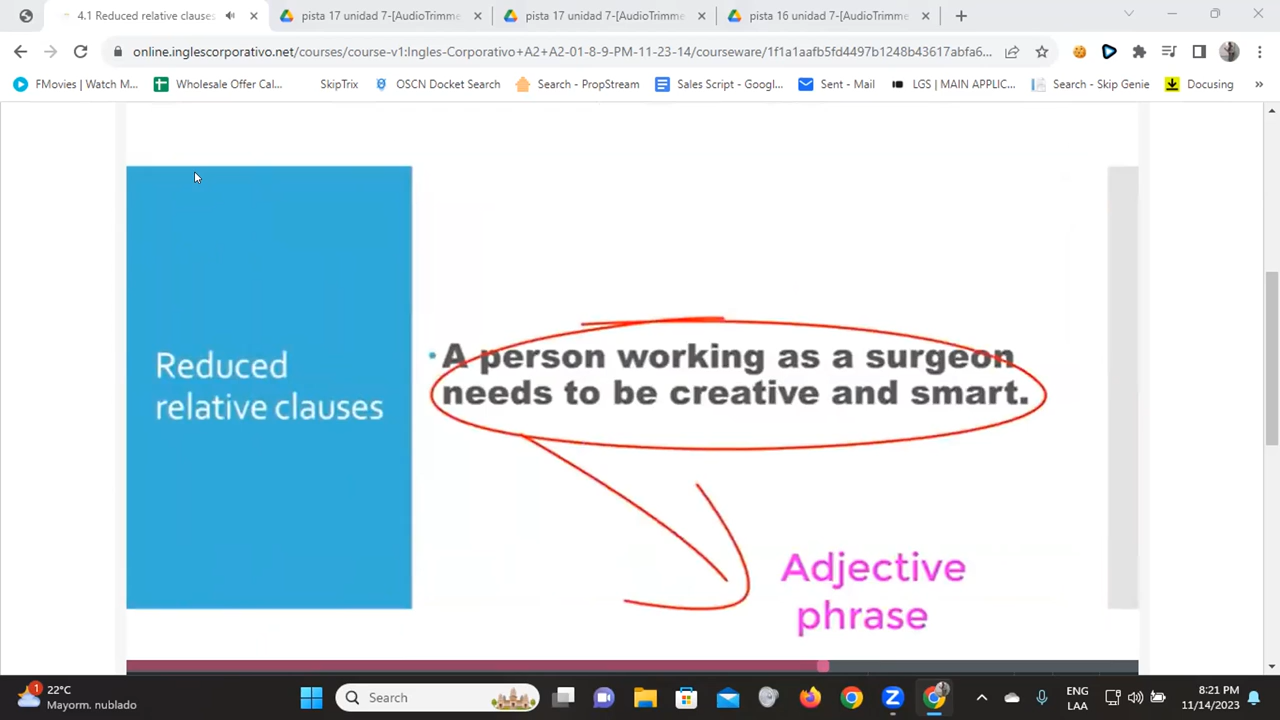 4.1 Reduced relative clauses
pista 17 unidad 7-[AudioTrimme
pista 17 unidad 7-[AudioTrimme
pista 16 unidad 7-[AudioTrimme
online.inglescorporativo.net/courses/course-v1:Ingles-Corporativo+A2+A2-01-8-9-PM-11-23-14/courseware/1f1a1aafb5fd4497b1248b43617abfa6...
FMovies | Watch M...
Wholesale Offer Cal...
SkipTrix
OSCN Docket Search
Search - PropStream
Sales Script - Googl...
Sent - Mail
LGS | MAIN APPLIC...
Search - Skip Genie
Docusing
»
Reduced
relative clauses
• A person working as a surgeon
needs to be creative and smart.
Adjective
phrase
1
22°C
Mayorm. nublado
Search
ENG
LAA
8:21 PM
11/14/2023